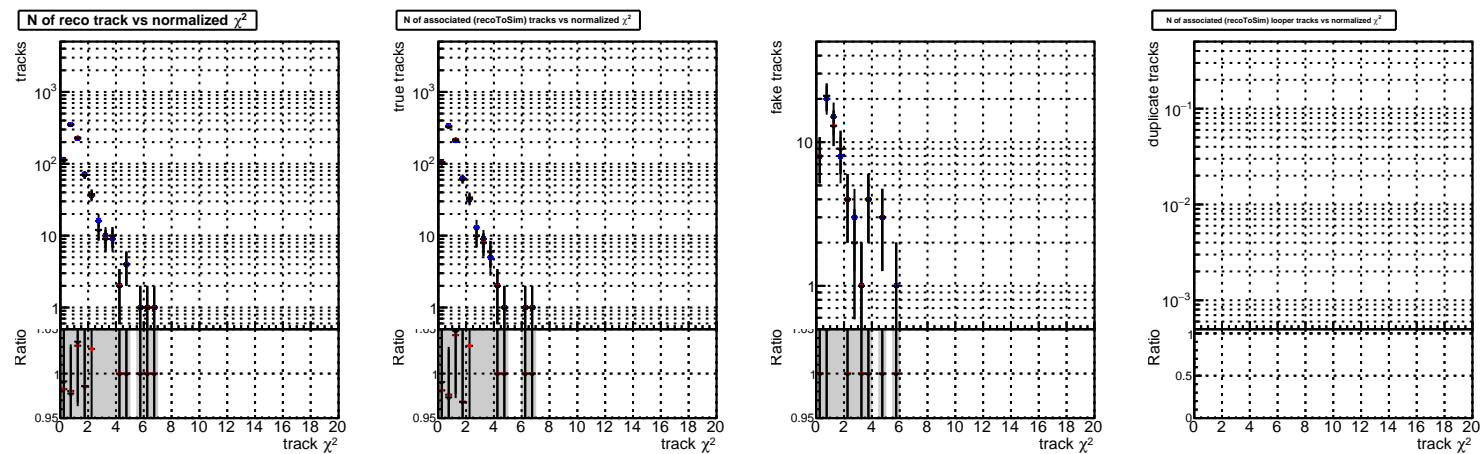 N of reco track vs normalized χ²
tracks
10³
10²
10
1
Ratio
1.05
1
0.95
0 2 4 6 8 10 12 14 16 18 20
track χ²
N of associated (recoToSim) tracks vs normalized χ²
true tracks
10³
10²
10
1
Ratio
1.05
1
0.95
0 2 4 6 8 10 12 14 16 18 20
track χ²
fake tracks
10
1
Ratio
1.05
1
0.95
0 2 4 6 8 10 12 14 16 18 20
track χ²
N of associated (recoToSim) looper tracks vs normalized χ²
duplicate tracks
10⁻¹
10⁻²
10⁻³
Ratio
1
0.5
0
0 2 4 6 8 10 12 14 16 18 20
track χ²